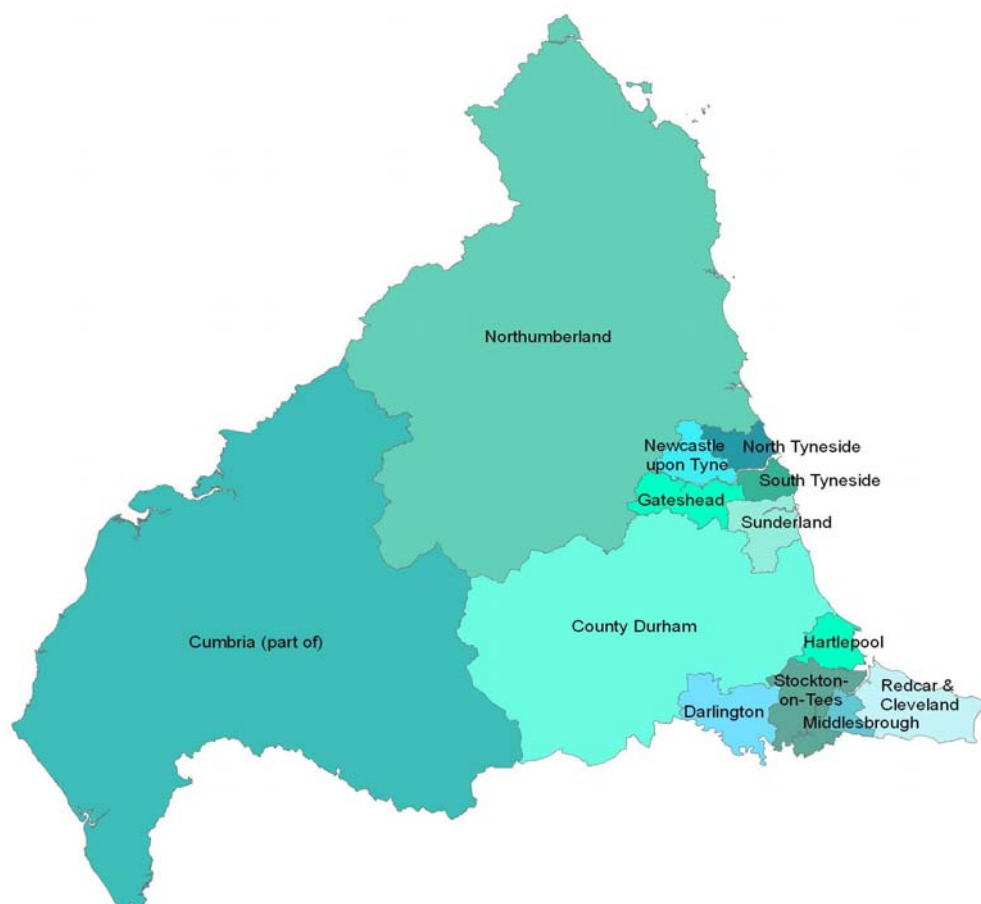 Northumberland
Newcastle
upon Tyne
North Tyneside
South Tyneside
Gateshead
Sunderland
County Durham
Cumbria (part of)
Hartlepool
Stockton-
on-Tees
Redcar &
Cleveland
Darlington
Middlesbrough